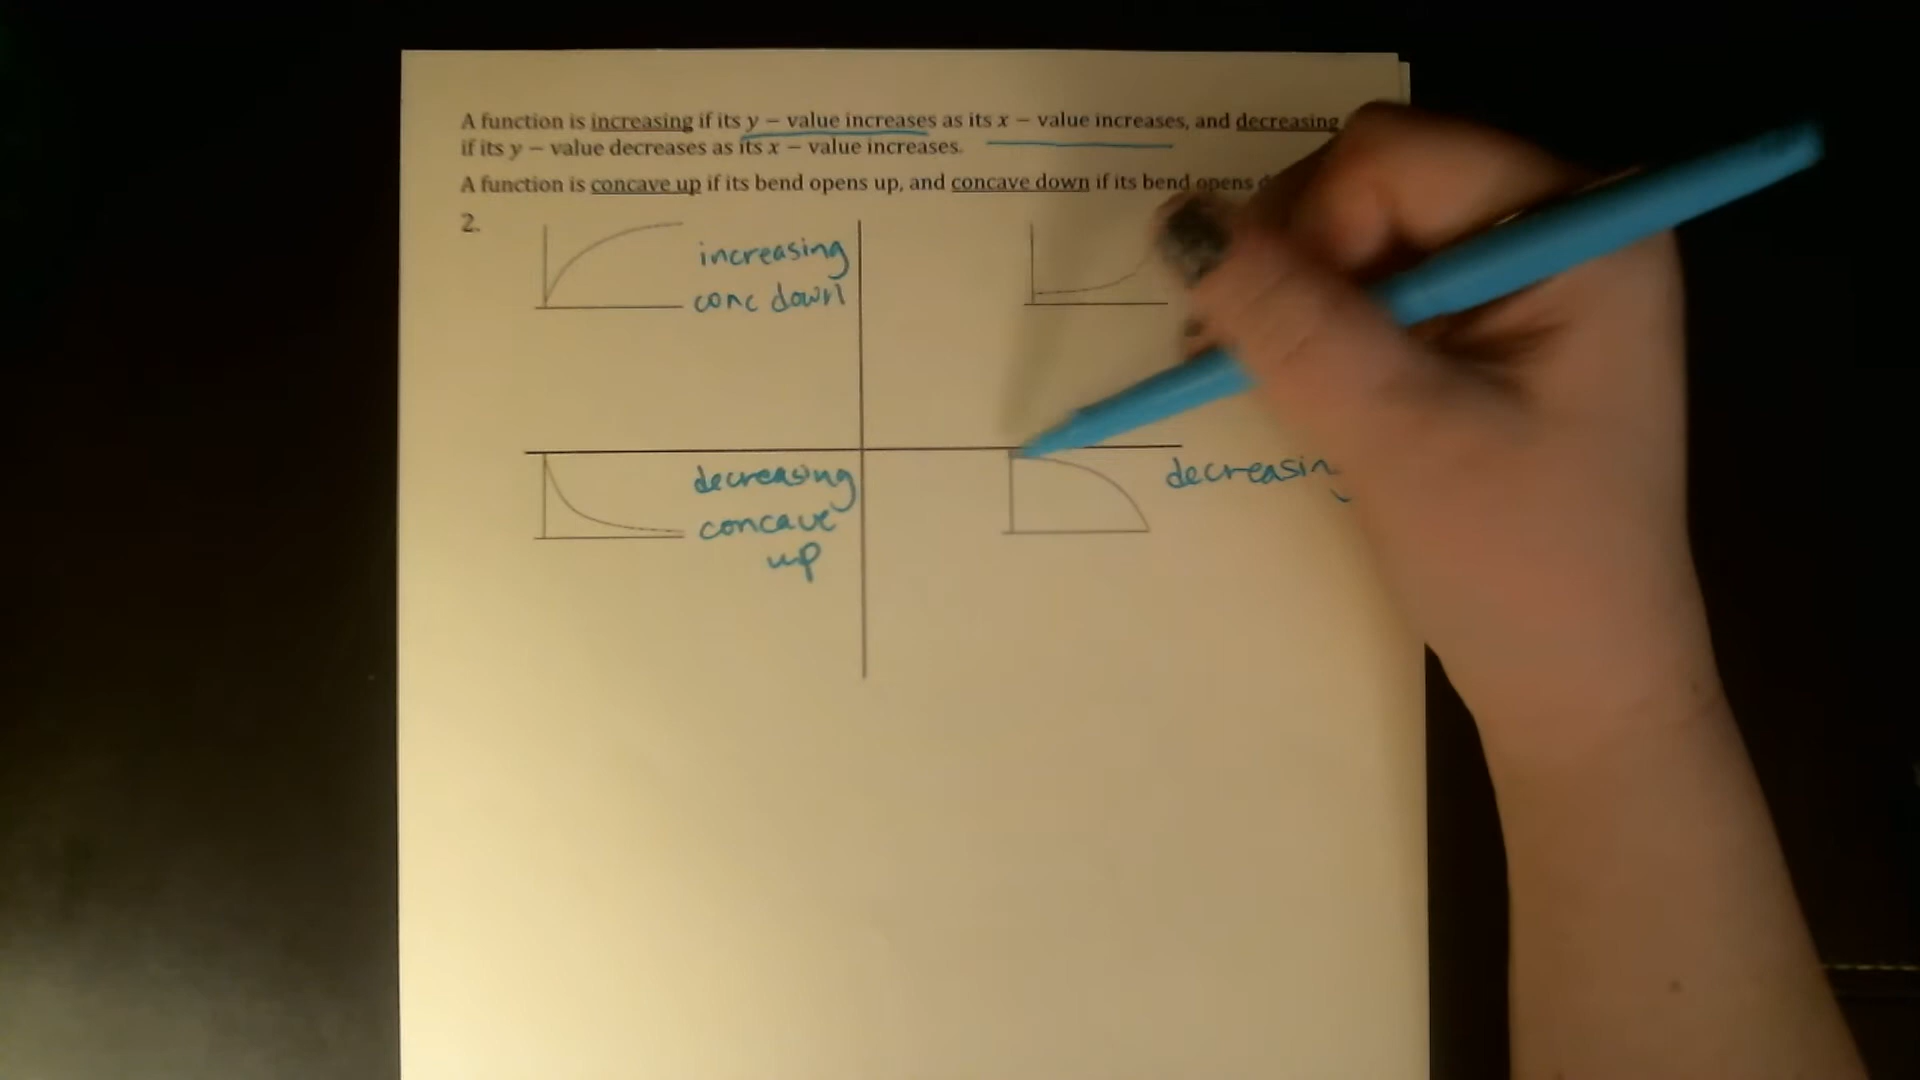 A function is increasing if its y – value increases as its x – value increases, and decreasing
if its y – value decreases as its x – value increases.
A function is concave up if its bend opens up, and concave down if its bend opens
2.
increasing
conc down
decreasing
concave
up
decreasing